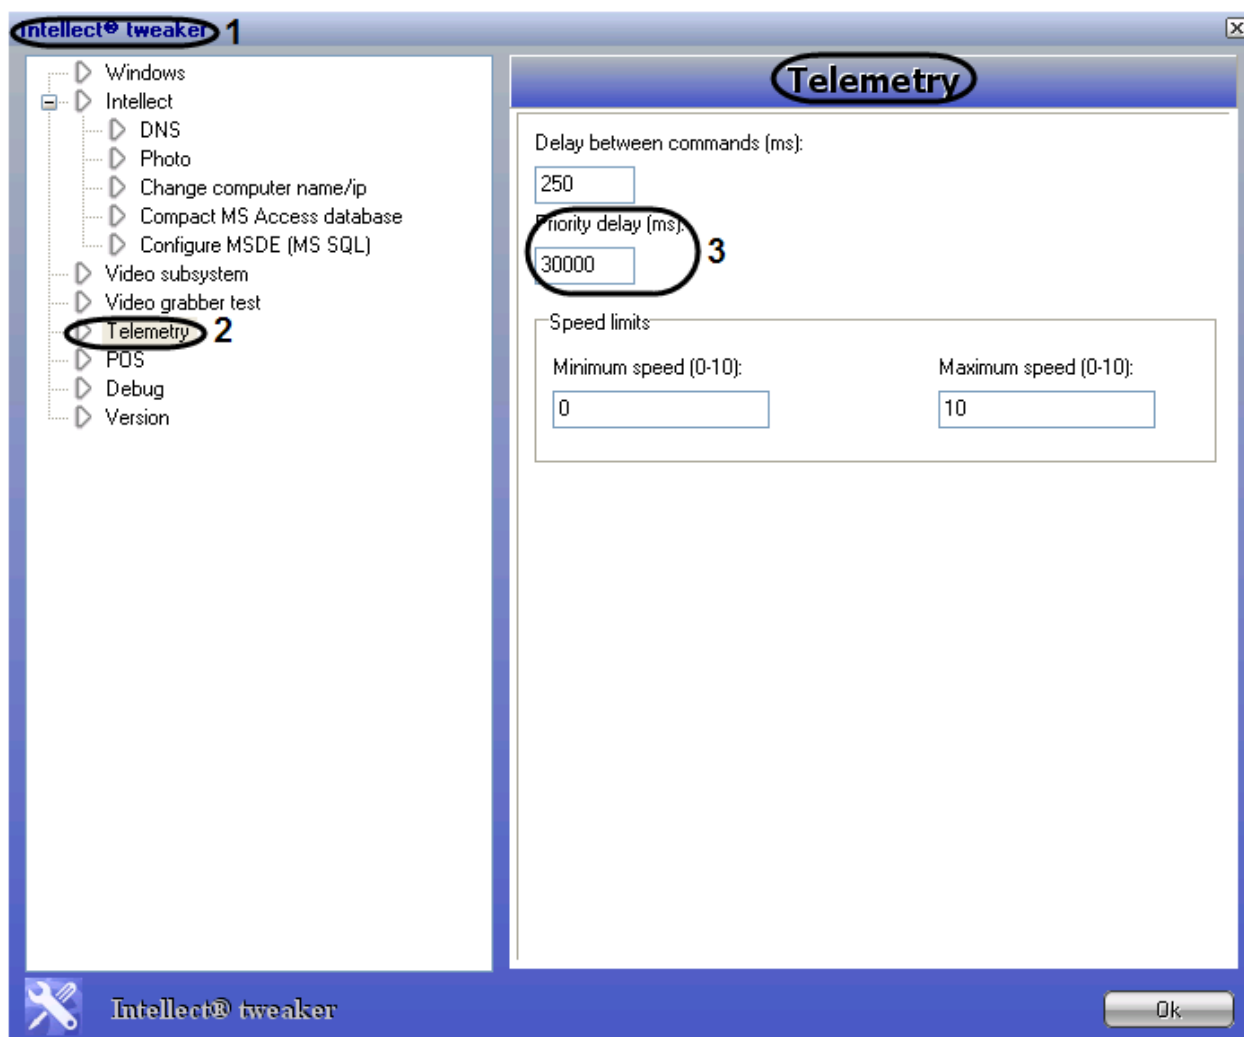 Intellect® tweaker 1
Windows
Intellect
DNS
Photo
Change computer name/ip
Compact MS Access database
Configure MSDE (MS SQL)
Video subsystem
Video grabber test
Telemetry 2
POS
Debug
Version
Telemetry
Delay between commands (ms):
250
Priority delay (ms):
30000
3
Speed limits
Minimum speed (0-10):
0
Maximum speed (0-10):
10
Intellect® tweaker
Ok